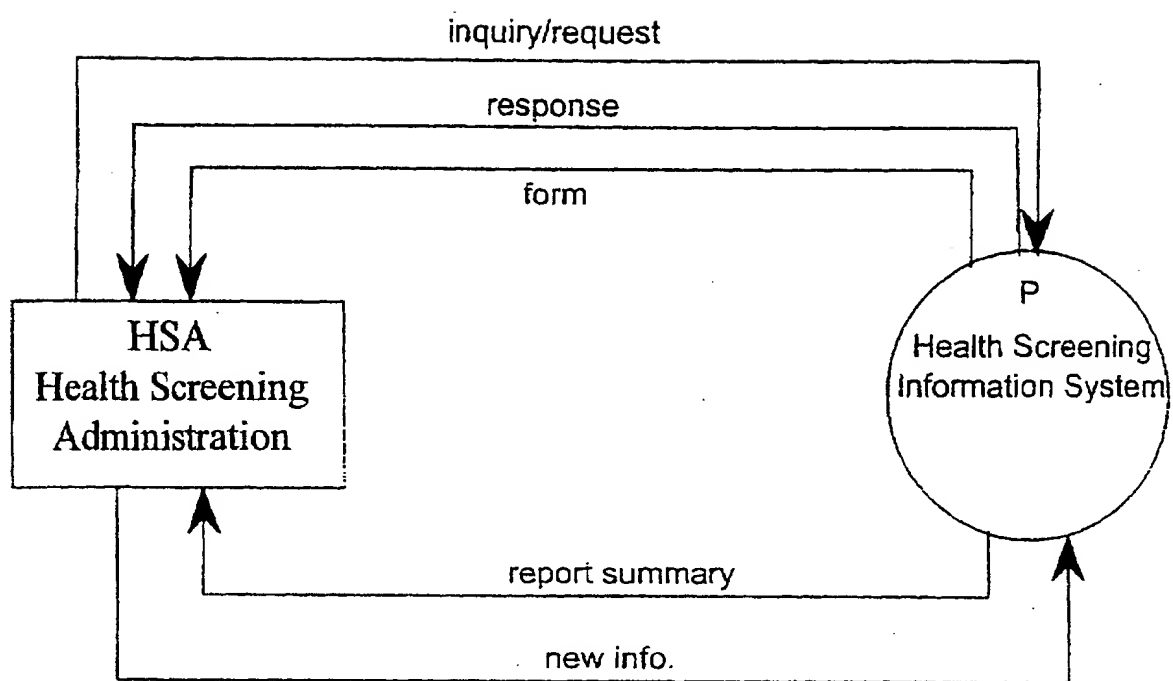 inquiry/request
response
form
HSA
Health Screening
Administration
P
Health Screening
Information System
report summary
new info.